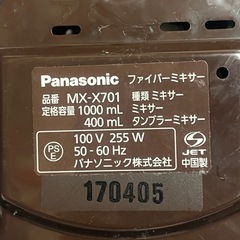 Panasonic ファイバーミキサー
品番 MX-X701 種類 ミキサー
定格容量 1000 mL ミキサー
400 mL タンブラーミキサー
100 V 255 W
50 - 60 Hz
パナソニック株式会社
PS
E
S
JET
中国製
170405